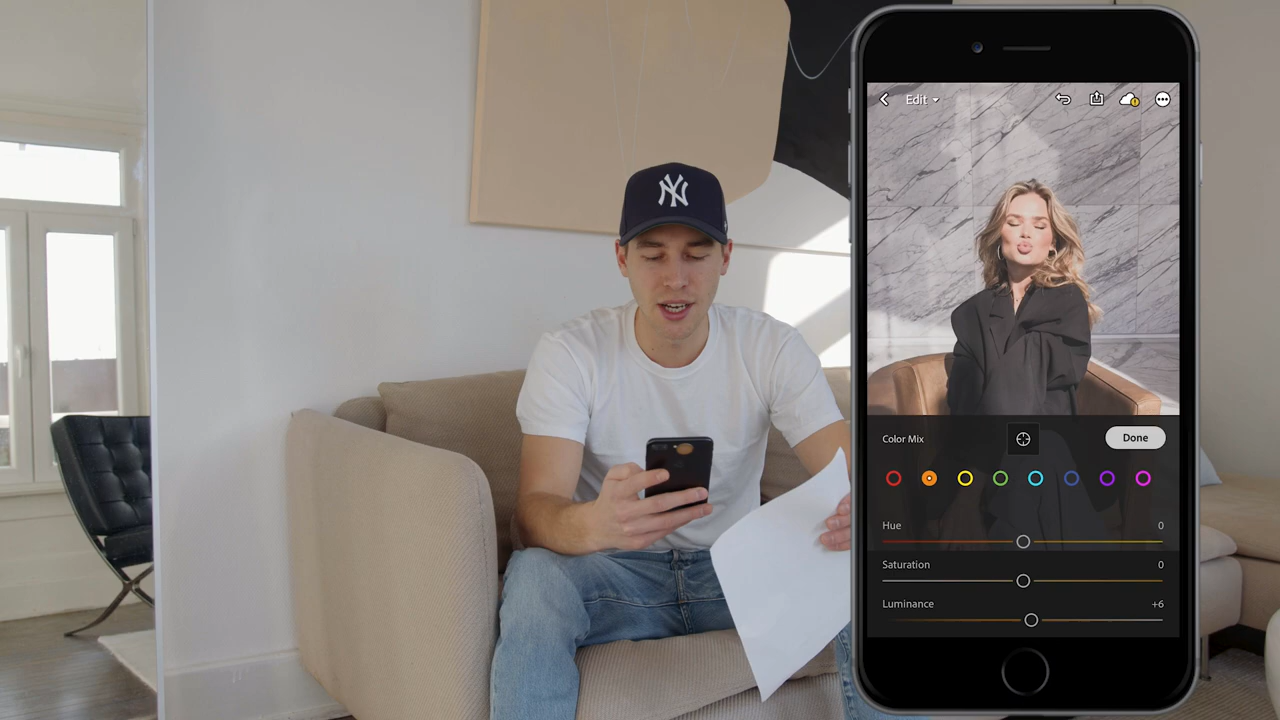 NY
Edit
Color Mix
Done
Hue 0
Saturation 0
Luminance +6